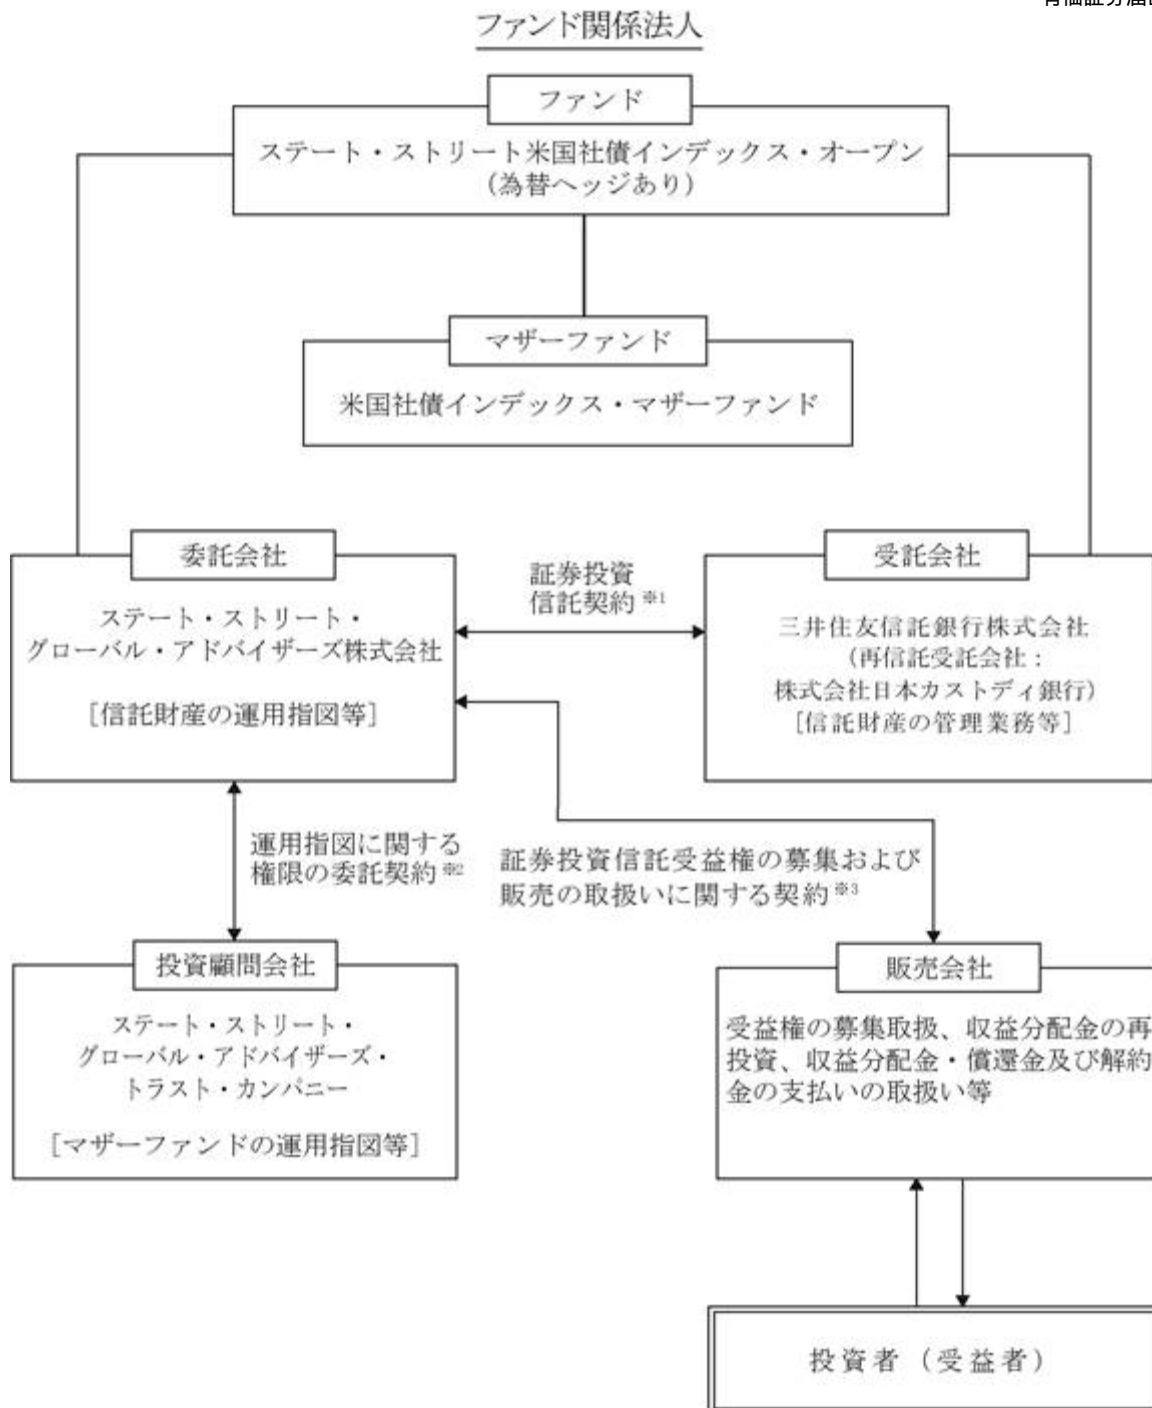 ファンド関係法人
ファンド
ステート・ストリート米国社債インデックス・オープン
（為替ヘッジあり）
マザーファンド
米国社債インデックス・マザーファンド
委託会社
ステート・ストリート・
グローバル・アドバイザーズ株式会社
［信託財産の運用指図等］
証券投資
信託契約※1
受託会社
三井住友信託銀行株式会社
（再信託受託会社：
株式会社日本カストディ銀行）
［信託財産の管理業務等］
運用指図に関する
権限の委託契約※2
証券投資信託受益権の募集および
販売の取扱いに関する契約※3
投資顧問会社
ステート・ストリート・
グローバル・アドバイザーズ・
トラスト・カンパニー
［マザーファンドの運用指図等］
販売会社
受益権の募集取扱、収益分配金の再
投資、収益分配金・償還金及び解約
金の支払いの取扱い等
投資者（受益者）